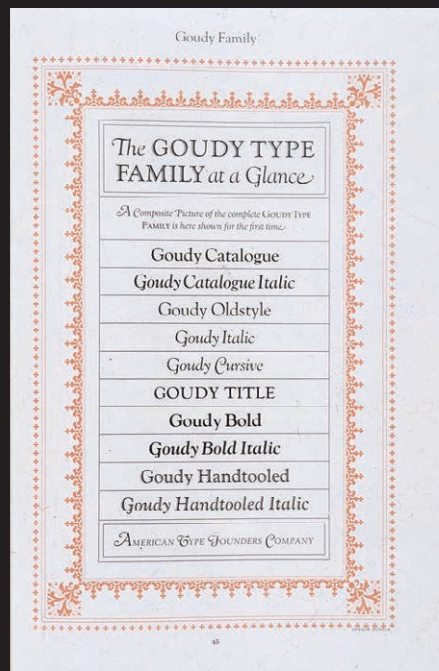 Goudy Family
The GOUDY TYPE
FAMILY at a Glance
A Composite Picture of the complete GOUDY TYPE
FAMILY is here shown for the first time
Goudy Catalogue
Goudy Catalogue Italic
Goudy Oldstyle
Goudy Italic
Goudy Cursive
GOUDY TITLE
Goudy Bold
Goudy Bold Italic
Goudy Handtooled
Goudy Handtooled Italic
AMERICAN TYPE FOUNDERS COMPANY
45